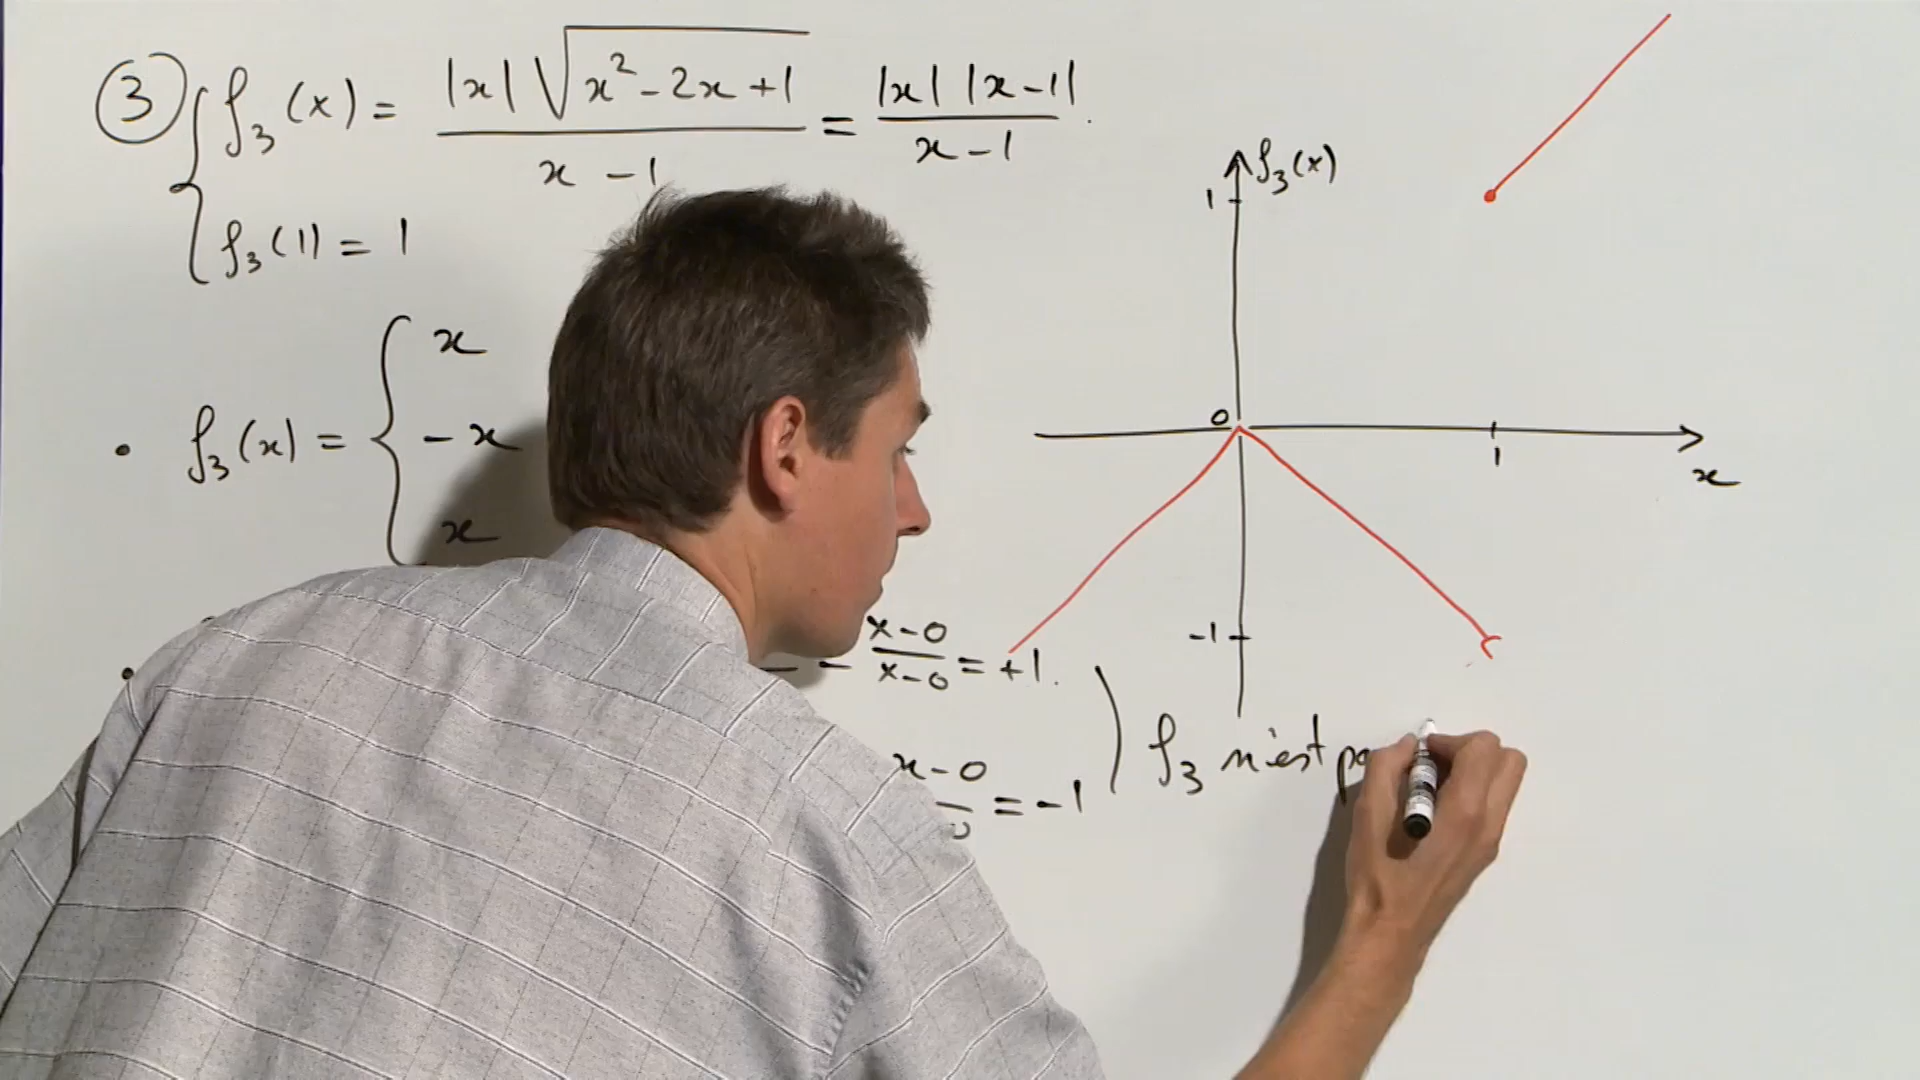 ③ { f₃(x) = |x| √(x² - 2x + 1) / (x - 1) = |x| |x - 1| / (x - 1).
f₃(1) = 1
• f₃(x) = { x
- x
x
f₃(x)
1
0
1
x
-1
x-0 / x-0 = +1.
x-0
= -1
) f₃ n'est